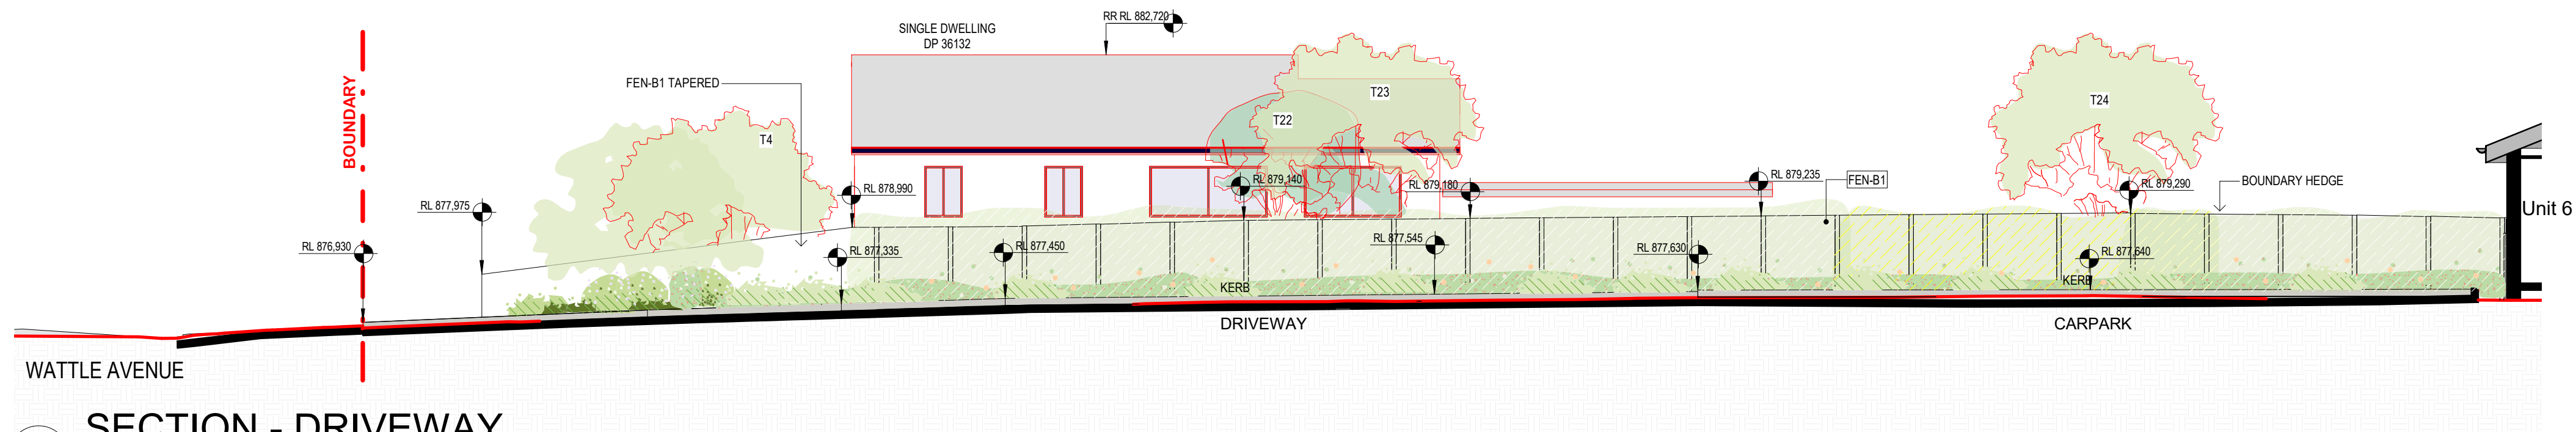 RR RL 882,720
SINGLE DWELLING
DP 36132
BOUNDARY
FEN-B1 TAPERED
T4
T23
T22
T24
RL 877,975
RL 876,930
RL 878,990
RL 877,335
RL 877,450
RL 879,140
RL 879,180
RL 877,545
RL 879,235
RL 877,630
FEN-B1
RL 879,290
BOUNDARY HEDGE
RL 877,640
Unit 6
KERB
KERB
DRIVEWAY
CARPARK
WATTLE AVENUE
SECTION - DRIVEWAY